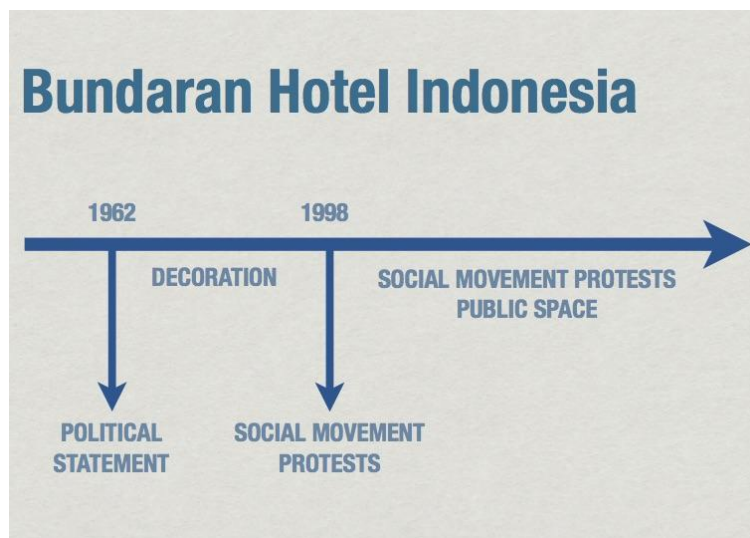 Bundaran Hotel Indonesia
1962
1998
DECORATION
SOCIAL MOVEMENT PROTESTS
PUBLIC SPACE
POLITICAL
STATEMENT
SOCIAL MOVEMENT
PROTESTS